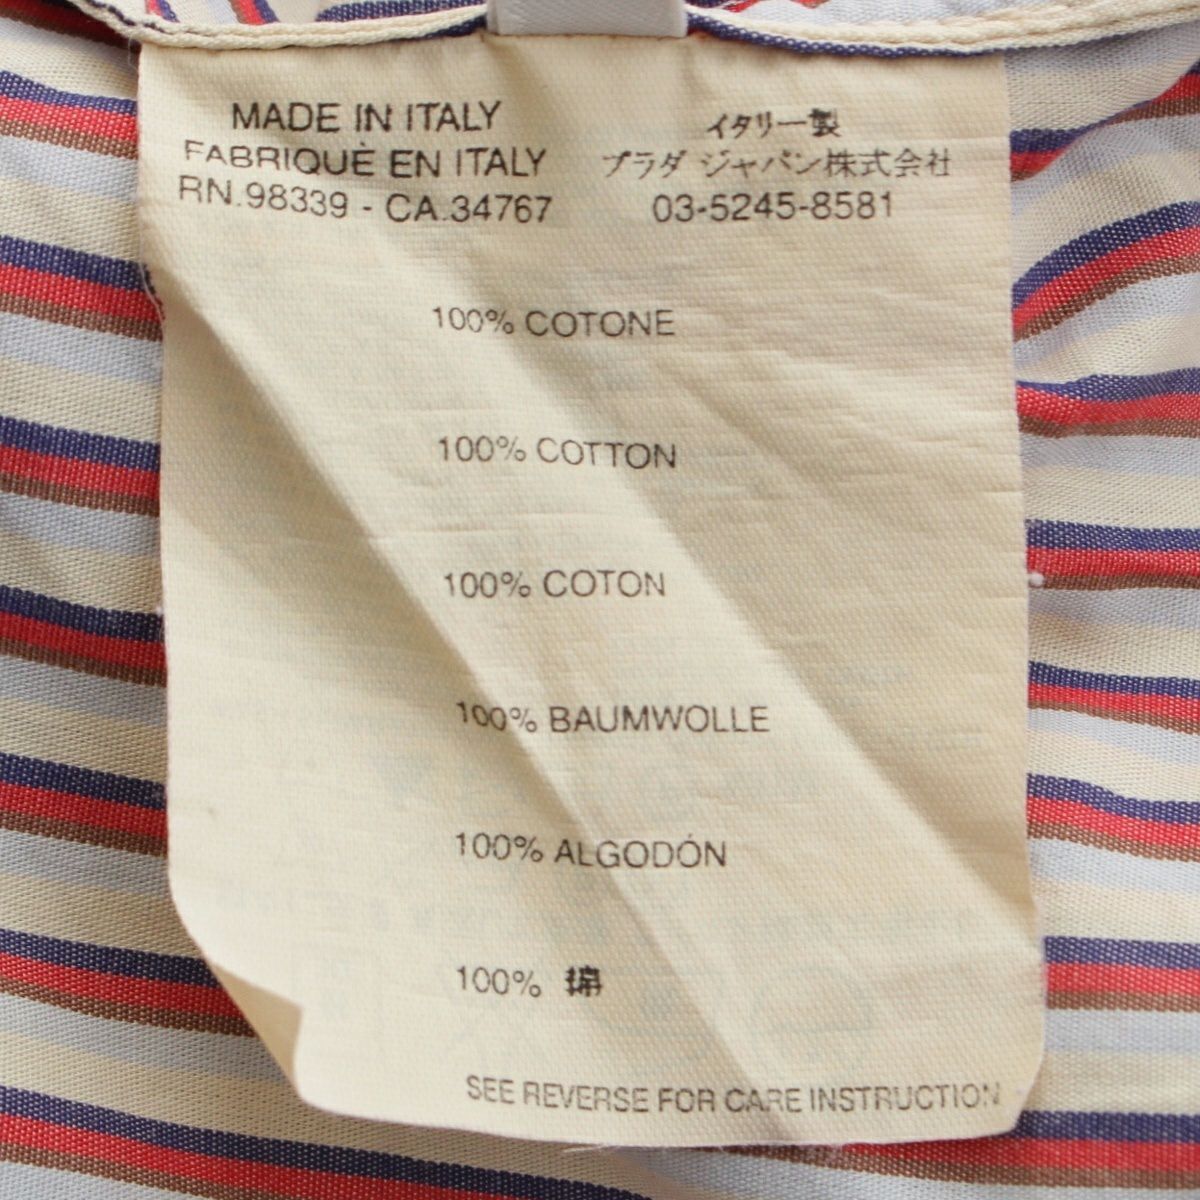 MADE IN ITALY
FABRIQUÈ EN ITALY
RN.98339 - CA.34767
イタリー製
プラダ ジャパン株式会社
03-5245-8581
100% COTONE
100% COTTON
100% COTON
100% BAUMWOLLE
100% ALGODÓN
100% 綿
SEE REVERSE FOR CARE INSTRUCTION